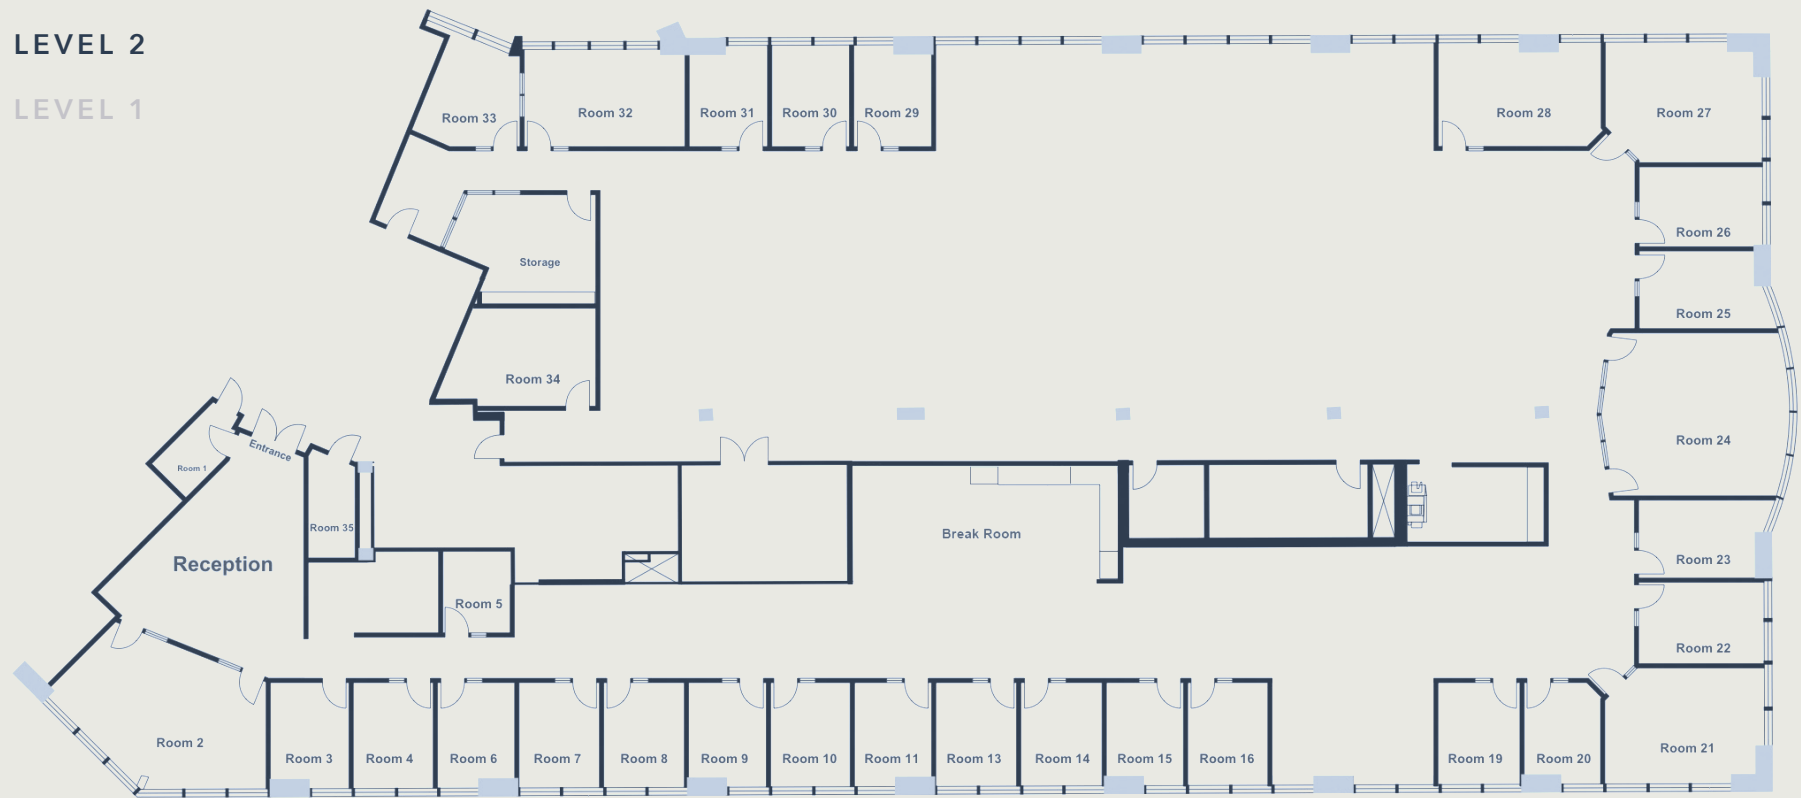 LEVEL 2
LEVEL 1
Room 33
Room 32
Room 31
Room 30
Room 29
Room 28
Room 27
Room 26
Storage
Room 25
Room 34
Room 24
Entrance
Room 1
Room 35
Break Room
Reception
Room 23
Room 5
Room 22
Room 2
Room 3
Room 4
Room 6
Room 7
Room 8
Room 9
Room 10
Room 11
Room 13
Room 14
Room 15
Room 16
Room 19
Room 20
Room 21